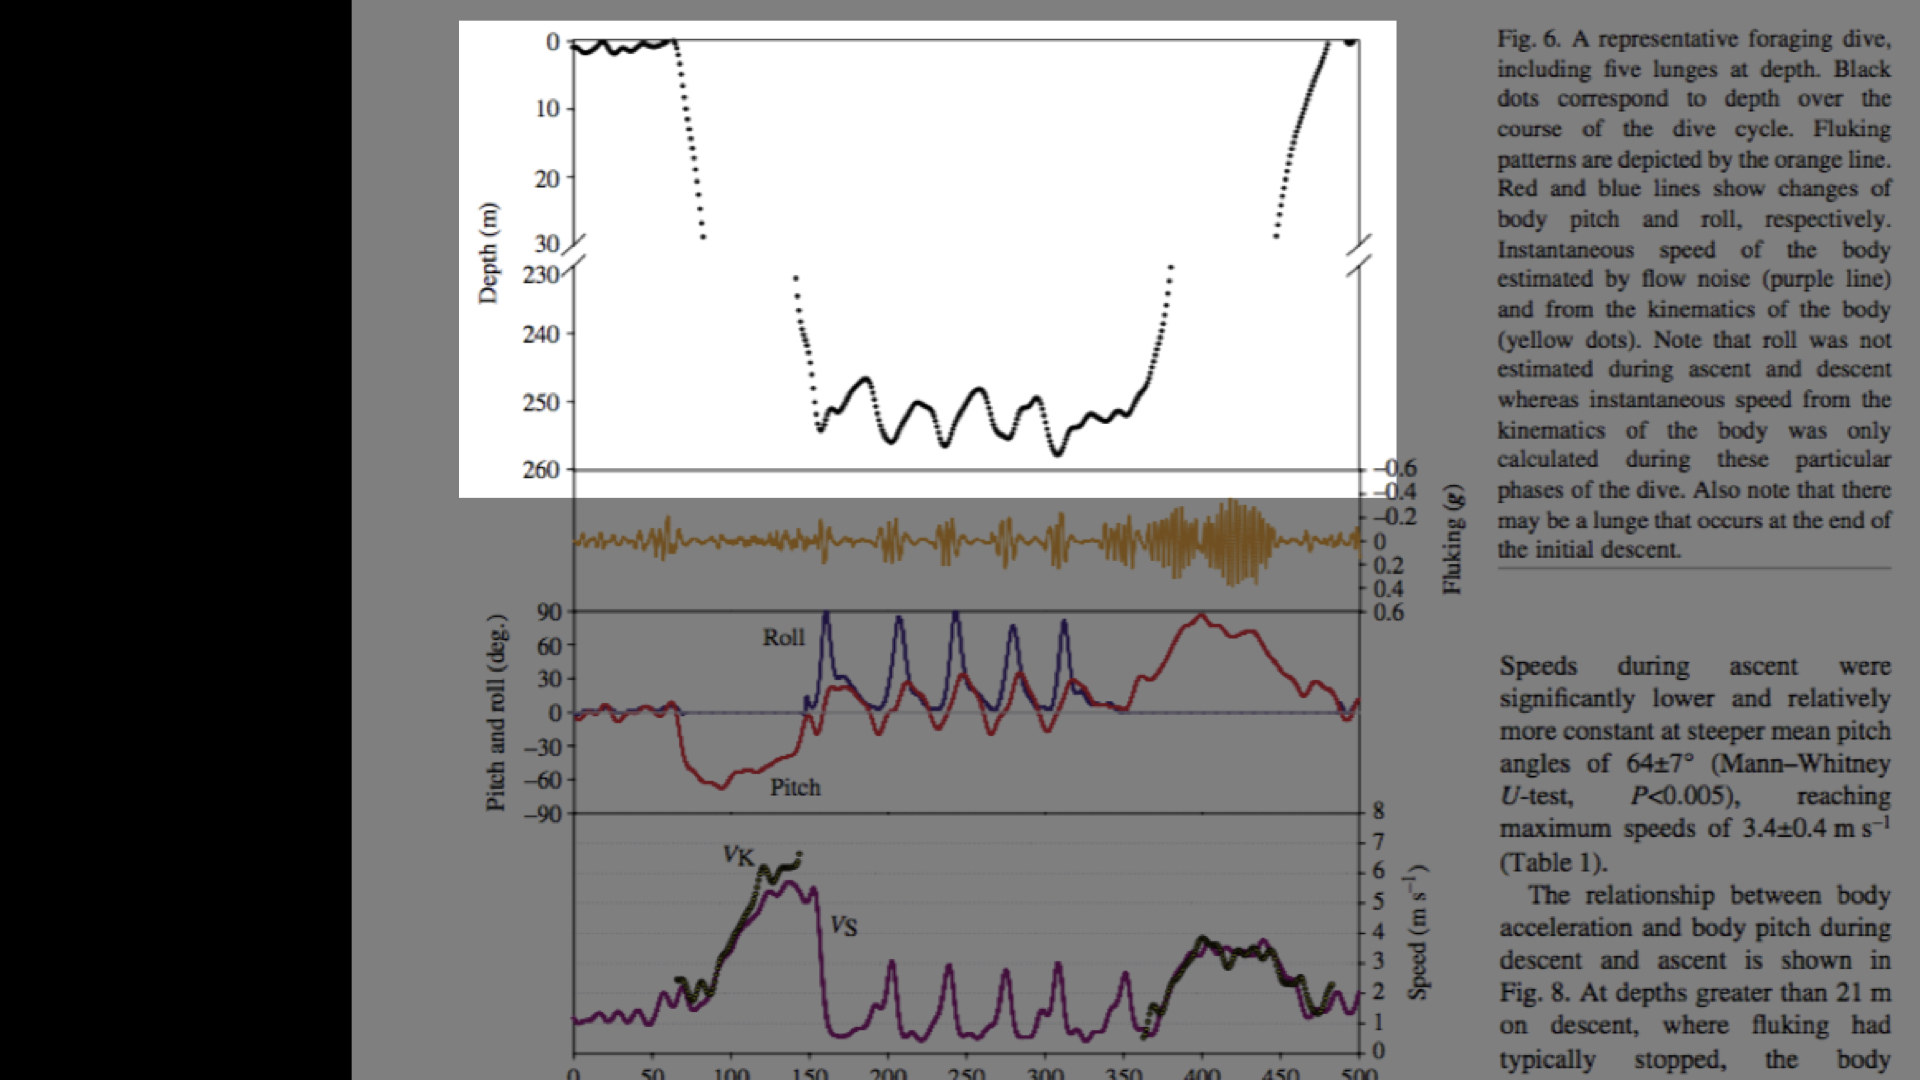 0
10
20
30
230
240
250
260
Depth (m)
–0.6
–0.4
–0.2
0
0.2
0.4
0.6
Fluking (g)
90
60
30
0
–30
–60
–90
Pitch and roll (deg.)
Roll
Pitch
8
7
6
5
4
3
2
1
0
Speed (m s–1)
VK
VS
0 50 100 150 200 250 300 350 400 450 500
Fig. 6. A representative foraging dive,
including five lunges at depth. Black
dots correspond to depth over the
course of the dive cycle. Fluking
patterns are depicted by the orange line.
Red and blue lines show changes of
body pitch and roll, respectively.
Instantaneous speed of the body
estimated by flow noise (purple line)
and from the kinematics of the body
(yellow dots). Note that roll was not
estimated during ascent and descent
whereas instantaneous speed from the
kinematics of the body was only
calculated during these particular
phases of the dive. Also note that there
may be a lunge that occurs at the end of
the initial descent.
Speeds during ascent were
significantly lower and relatively
more constant at steeper mean pitch
angles of 64±7° (Mann–Whitney
U-test, P<0.005), reaching
maximum speeds of 3.4±0.4 m s–1
(Table 1).
The relationship between body
acceleration and body pitch during
descent and ascent is shown in
Fig. 8. At depths greater than 21 m
on descent, where fluking had
typically stopped, the body